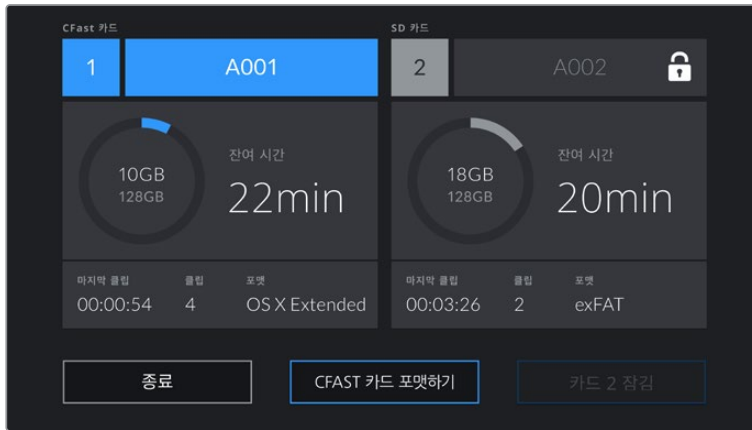 CFast 카드
1
A001
10GB
128GB
잔여 시간
22min
마지막 클립 클립 포맷
00:00:54 4 OS X Extended
SD 카드
2
A002
18GB
128GB
잔여 시간
20min
마지막 클립 클립 포맷
00:03:26 2 exFAT
종료
CFAST 카드 포맷하기
카드 2 잠김